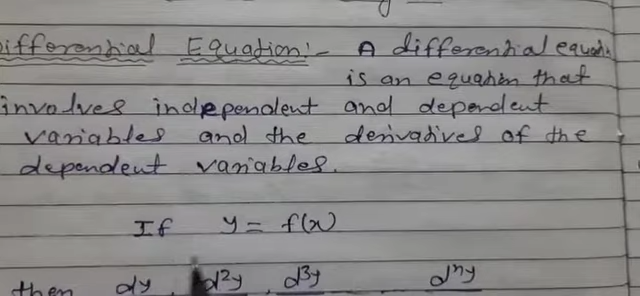 ifferential Equation:- A differential equati
is an equation that
involves independent and dependent
variables and the derivatives of the
dependent variables.
If y = f(x)
then dy, d²y, d³y dⁿy